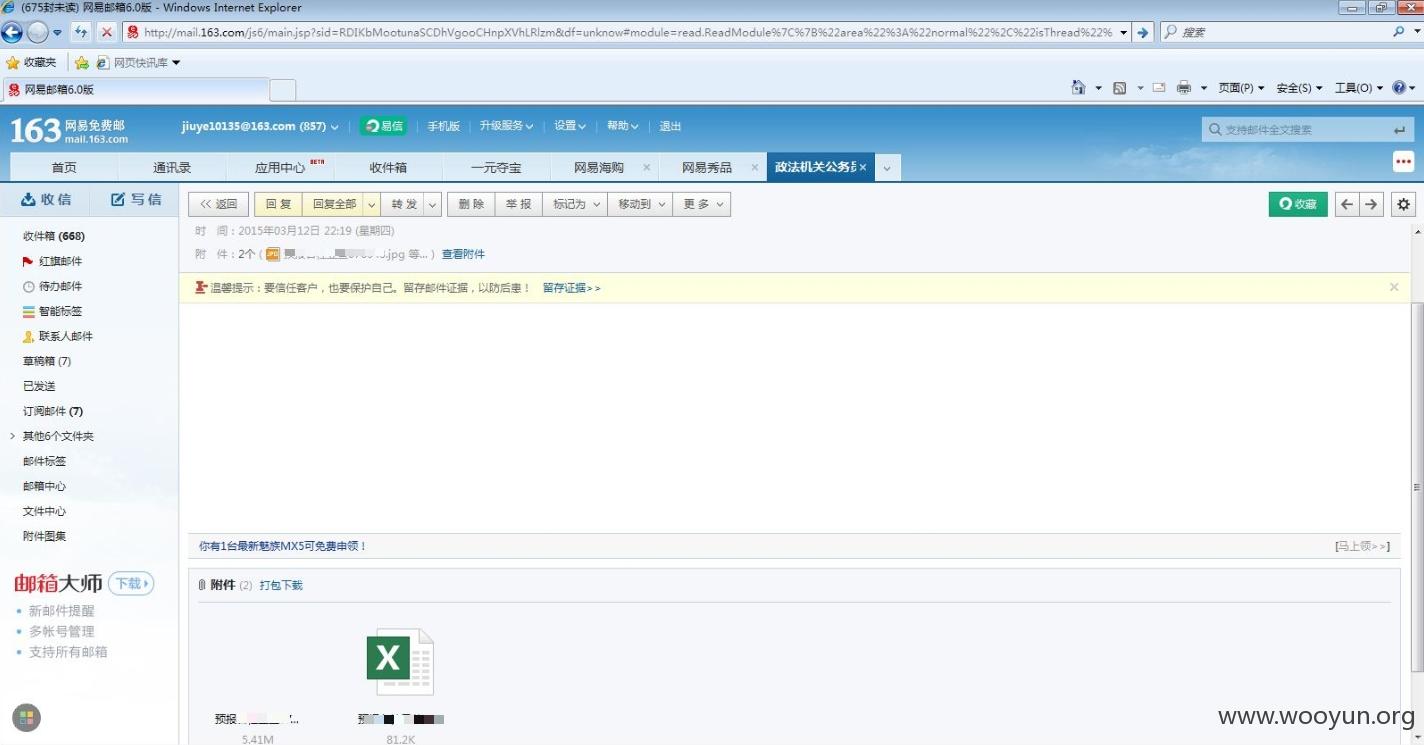 (675封未读) 网易邮箱6.0版 - Windows Internet Explorer
http://mail.163.com/js6/main.jsp?sid=RDIKbMootunaSCDhVgooCHnpXVhLRlzm&df=unknow#module=read.ReadModule%7C%7B%22area%22%3A%22normal%22%2C%22isThread%22% 搜索
收藏夹 网页快讯库
网易邮箱6.0版 页面(P) 安全(S) 工具(O)
163 网易免费邮 mail.163.com jiuye10135@163.com (857) 易信 手机版 升级服务 设置 帮助 退出 支持邮件全文搜索
首页 通讯录 应用中心 BETA 收件箱 一元夺宝 网易海购 × 网易秀品 × 政法机关公务员 ×
收信 写信 << 返回 回复 回复全部 转发 删除 举报 标记为 移动到 更多 收藏
时 间：2015年03月12日 22:19 (星期四)
收件箱 (668)
附 件：2个 ( .jpg 等... ) 查看附件
红旗邮件
待办邮件
温馨提示：要信任客户，也要保护自己。留存邮件证据，以防后患！ 留存证据>> ×
智能标签
联系人邮件
草稿箱 (7)
已发送
订阅邮件 (7)
其他6个文件夹
邮件标签
邮箱中心
文件中心
附件图集
你有1台最新魅族MX5可免费申领！ [马上领>>]
邮箱大师 下载
附件 (2) 打包下载
新邮件提醒
多帐号管理
支持所有邮箱
X
预报 ...
5.41M 81.2K
www.wooyun.org